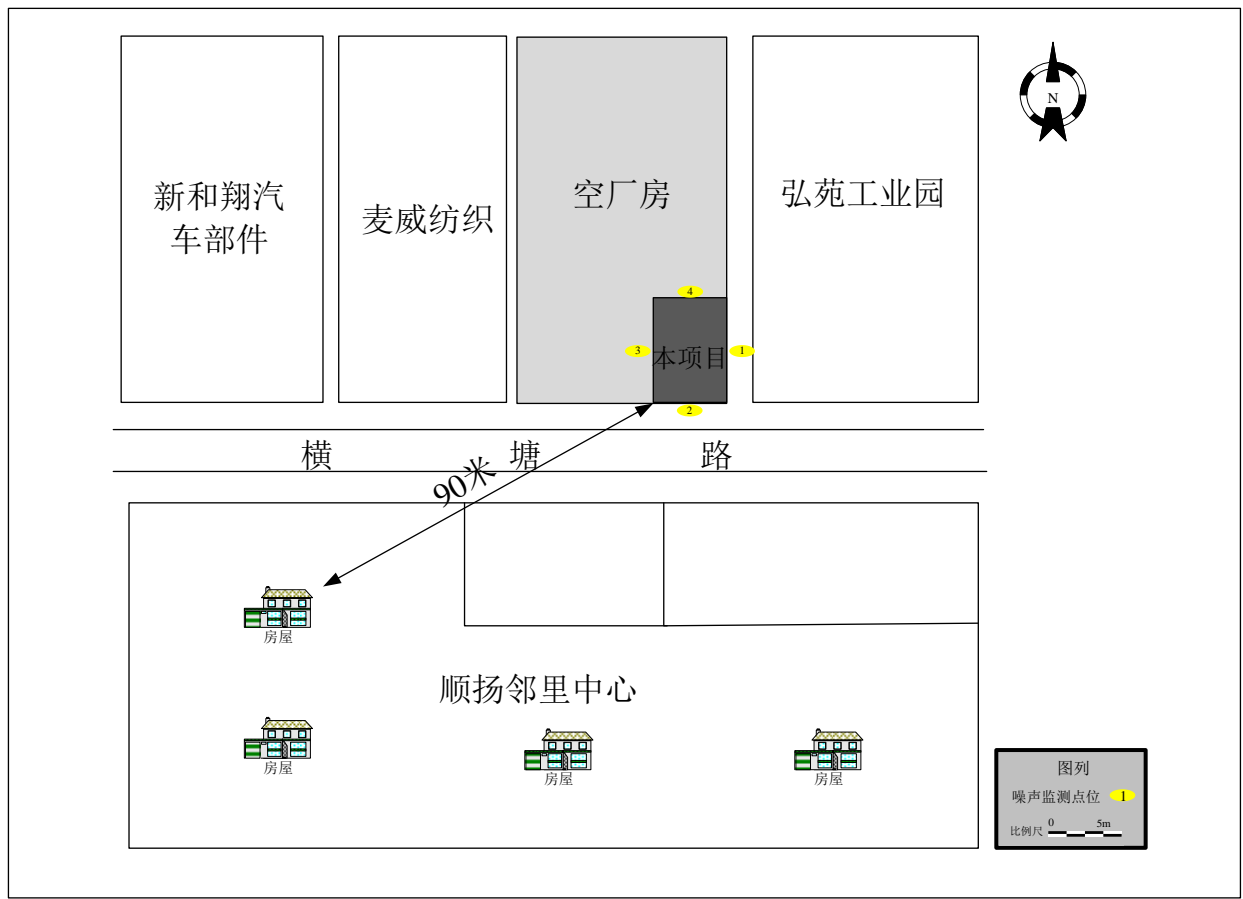 N
新和翔汽
车部件
麦威纺织
空厂房
弘苑工业园
4
3
本项目
1
2
横塘路
90米
房屋
顺扬邻里中心
房屋
房屋
房屋
图列
噪声监测点位 1
比例尺 0 5m